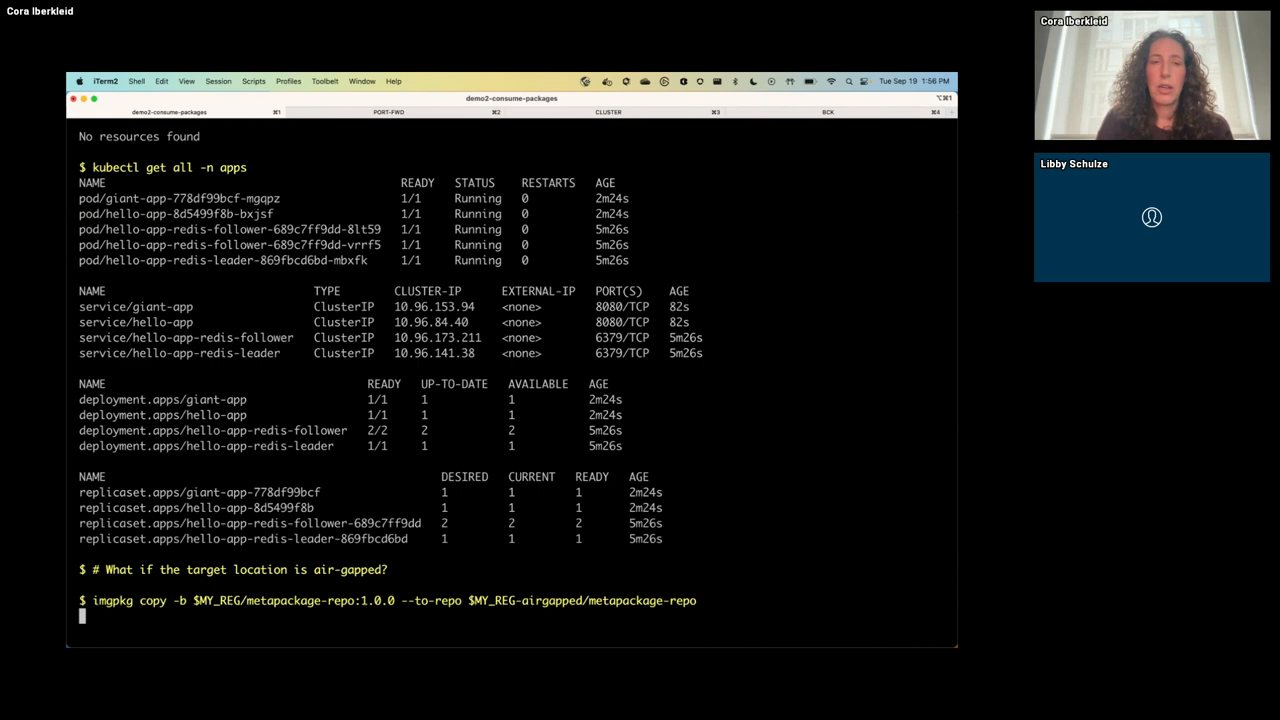 Cora Iberkleid
Cora Iberkleid
Libby Schulze
iTerm2 Shell Edit View Session Scripts Profiles Toolbelt Window Help Tue Sep 19 1:56 PM
demo2-consume-packages ⌥⌘1
demo2-consume-packages ⌘1 PORT-FWD ⌘2 CLUSTER ⌘3 BCK ⌘4
No resources found
$ kubectl get all -n apps
NAME READY STATUS RESTARTS AGE
pod/giant-app-778df99bcf-mgqpz 1/1 Running 0 2m24s
pod/hello-app-8d5499f8b-bxjsf 1/1 Running 0 2m24s
pod/hello-app-redis-follower-689c7ff9dd-8lt59 1/1 Running 0 5m26s
pod/hello-app-redis-follower-689c7ff9dd-vrrf5 1/1 Running 0 5m26s
pod/hello-app-redis-leader-869fbcd6bd-mbxfk 1/1 Running 0 5m26s
NAME TYPE CLUSTER-IP EXTERNAL-IP PORT(S) AGE
service/giant-app ClusterIP 10.96.153.94 <none> 8080/TCP 82s
service/hello-app ClusterIP 10.96.84.40 <none> 8080/TCP 82s
service/hello-app-redis-follower ClusterIP 10.96.173.211 <none> 6379/TCP 5m26s
service/hello-app-redis-leader ClusterIP 10.96.141.38 <none> 6379/TCP 5m26s
NAME READY UP-TO-DATE AVAILABLE AGE
deployment.apps/giant-app 1/1 1 1 2m24s
deployment.apps/hello-app 1/1 1 1 2m24s
deployment.apps/hello-app-redis-follower 2/2 2 2 5m26s
deployment.apps/hello-app-redis-leader 1/1 1 1 5m26s
NAME DESIRED CURRENT READY AGE
replicaset.apps/giant-app-778df99bcf 1 1 1 2m24s
replicaset.apps/hello-app-8d5499f8b 1 1 1 2m24s
replicaset.apps/hello-app-redis-follower-689c7ff9dd 2 2 2 5m26s
replicaset.apps/hello-app-redis-leader-869fbcd6bd 1 1 1 5m26s
$ # What if the target location is air-gapped?
$ imgpkg copy -b $MY_REG/metapackage-repo:1.0.0 --to-repo $MY_REG-airgapped/metapackage-repo